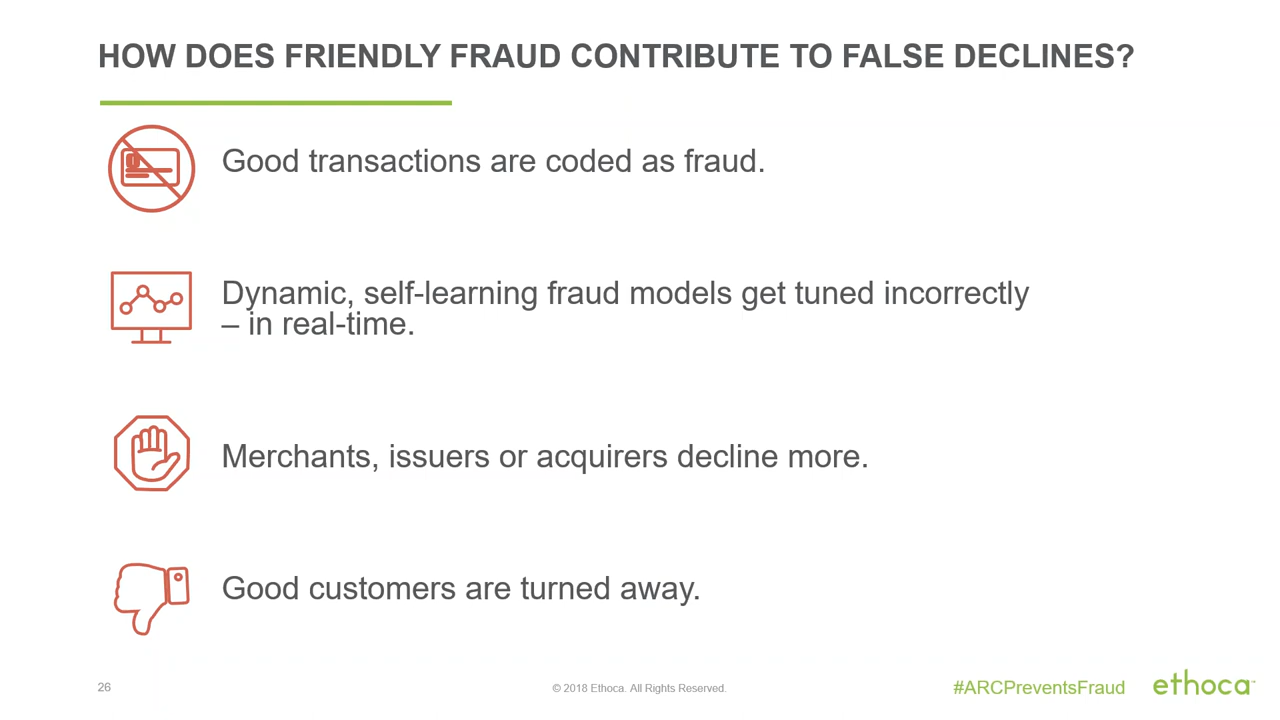 HOW DOES FRIENDLY FRAUD CONTRIBUTE TO FALSE DECLINES?
Good transactions are coded as fraud.
Dynamic, self-learning fraud models get tuned incorrectly
– in real-time.
Merchants, issuers or acquirers decline more.
Good customers are turned away.
26
© 2018 Ethoca. All Rights Reserved.
#ARCPreventsFraud
ethoca